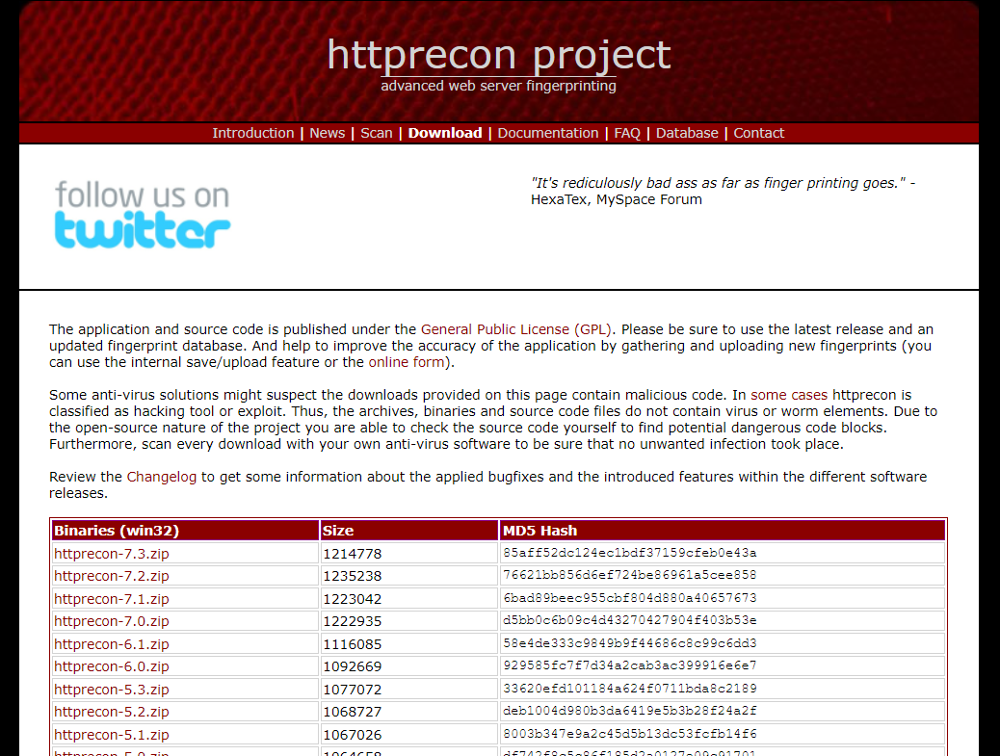 httprecon project
advanced web server fingerprinting
Introduction | News | Scan | Download | Documentation | FAQ | Database | Contact
follow us on
twitter
"It's rediculously bad ass as far as finger printing goes." -
HexaTex, MySpace Forum
The application and source code is published under the General Public License (GPL). Please be sure to use the latest release and an
updated fingerprint database. And help to improve the accuracy of the application by gathering and uploading new fingerprints (you
can use the internal save/upload feature or the online form).
Some anti-virus solutions might suspect the downloads provided on this page contain malicious code. In some cases httprecon is
classified as hacking tool or exploit. Thus, the archives, binaries and source code files do not contain virus or worm elements. Due to
the open-source nature of the project you are able to check the source code yourself to find potential dangerous code blocks.
Furthermore, scan every download with your own anti-virus software to be sure that no unwanted infection took place.
Review the Changelog to get some information about the applied bugfixes and the introduced features within the different software
releases.
Binaries (win32) Size MD5 Hash
httprecon-7.3.zip 1214778 85aff52dc124ec1bdf37159cfeb0e43a
httprecon-7.2.zip 1235238 76621bb856d6ef724be86961a5cee858
httprecon-7.1.zip 1223042 6bad89beec955cbf804d880a40657673
httprecon-7.0.zip 1222935 d5bb0c6b09c4d43270427904f403b53e
httprecon-6.1.zip 1116085 58e4de333c9849b9f44686c8c99c6dd3
httprecon-6.0.zip 1092669 929585fc7f7d34a2cab3ac399916e6e7
httprecon-5.3.zip 1077072 33620efd101184a624f0711bda8c2189
httprecon-5.2.zip 1068727 deb1004d980b3da6419e5b3b28f24a2f
httprecon-5.1.zip 1067026 8003b347e9a2c45d5b13dc53fcfb14f6